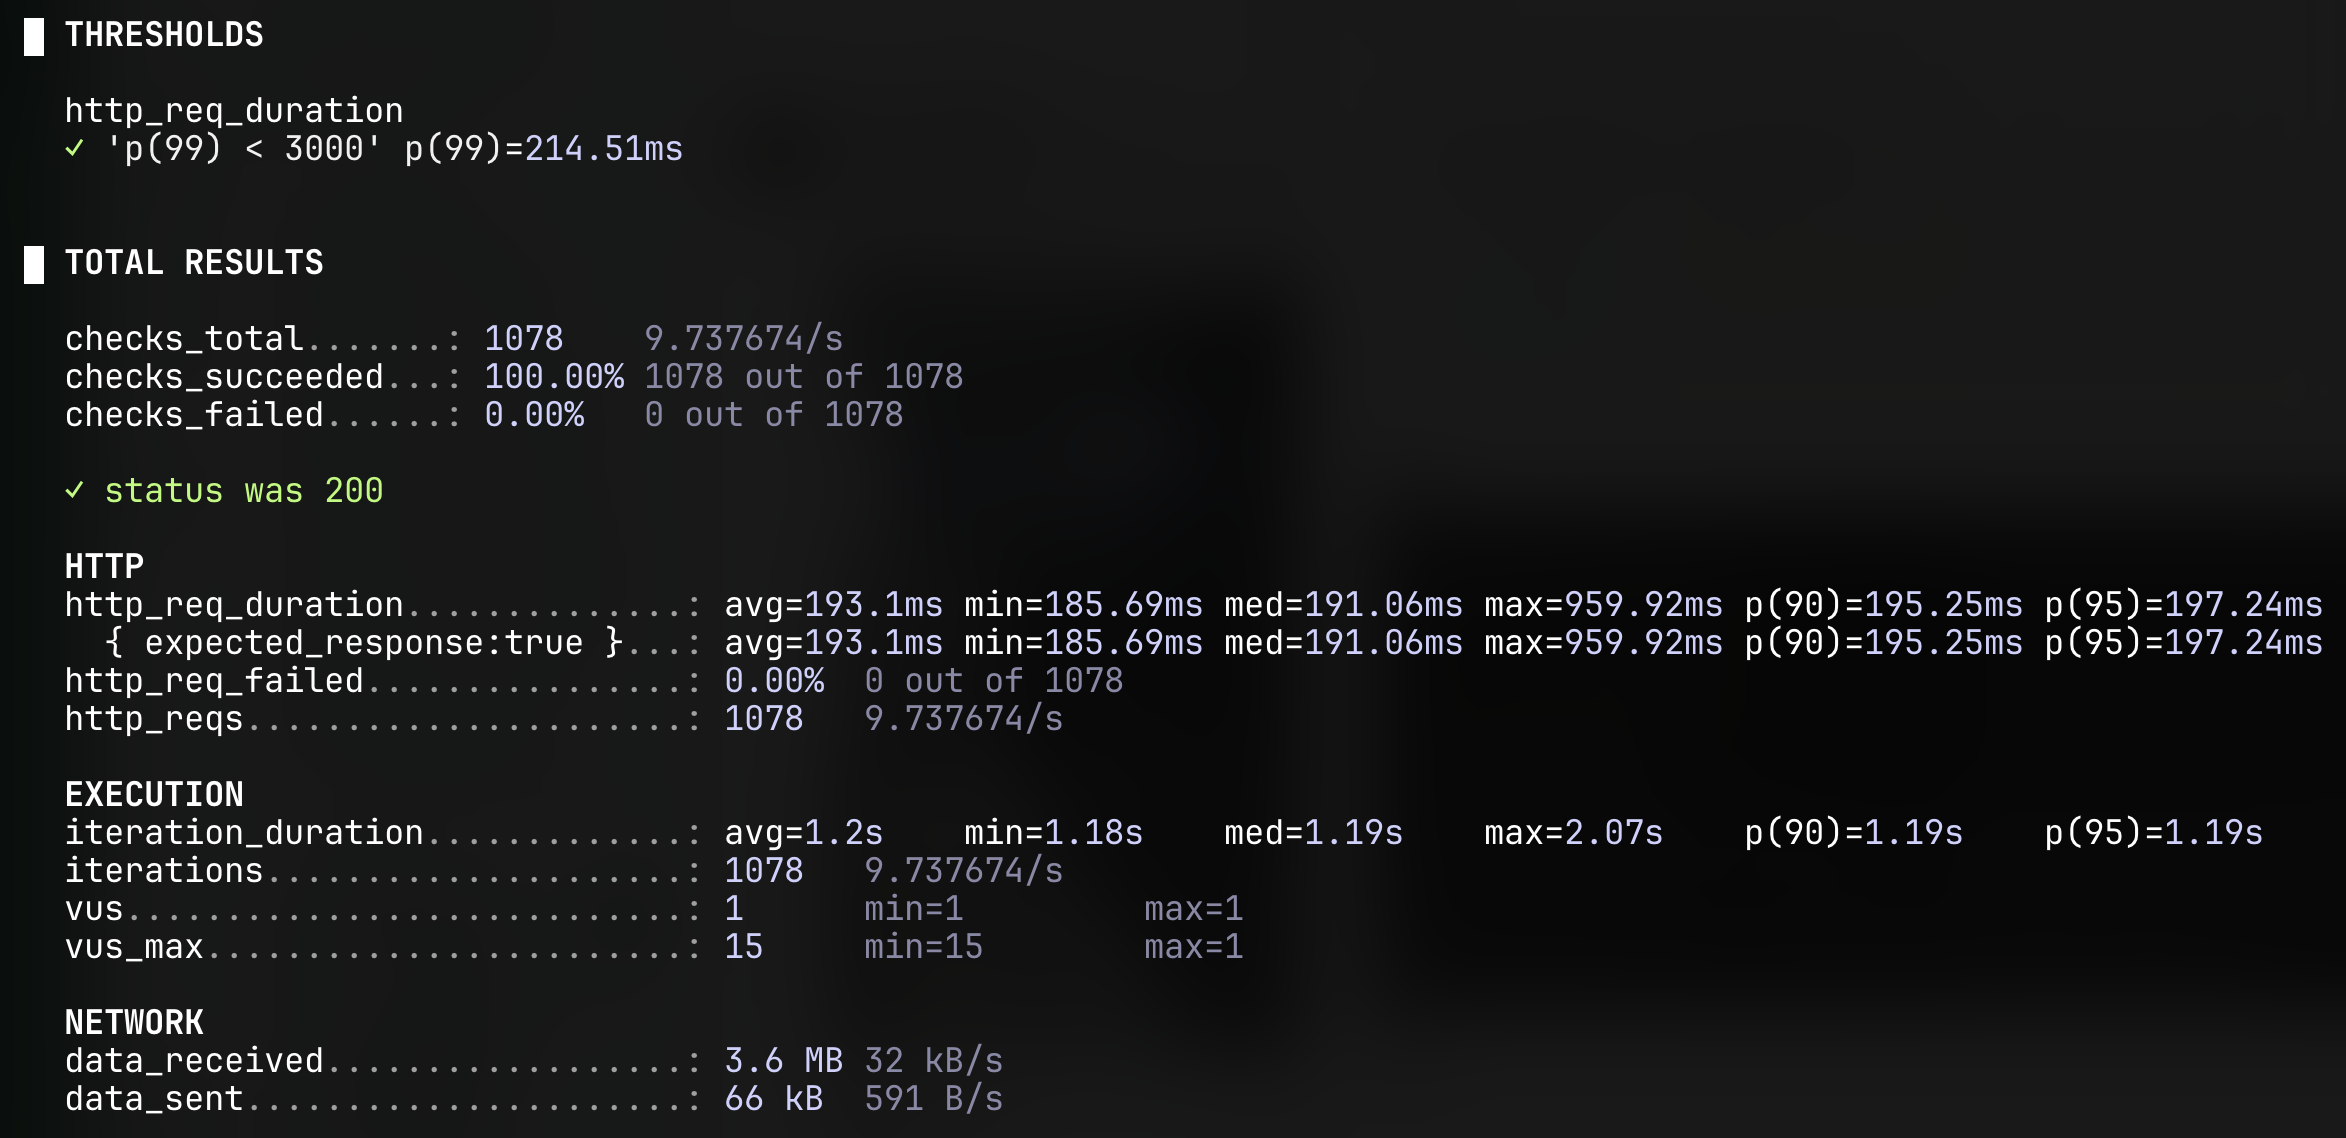 █ THRESHOLDS
http_req_duration
✓ 'p(99) < 3000' p(99)=214.51ms
█ TOTAL RESULTS
checks_total.......: 1078    9.737674/s
checks_succeeded...: 100.00% 1078 out of 1078
checks_failed......: 0.00%   0 out of 1078
✓ status was 200
HTTP
http_req_duration..............: avg=193.1ms min=185.69ms med=191.06ms max=959.92ms p(90)=195.25ms p(95)=197.24ms
{ expected_response:true }...: avg=193.1ms min=185.69ms med=191.06ms max=959.92ms p(90)=195.25ms p(95)=197.24ms
http_req_failed................: 0.00%  0 out of 1078
http_reqs......................: 1078   9.737674/s
EXECUTION
iteration_duration.............: avg=1.2s    min=1.18s    med=1.19s    max=2.07s    p(90)=1.19s    p(95)=1.19s
iterations.....................: 1078   9.737674/s
vus............................: 1      min=1         max=1
vus_max........................: 15     min=15        max=1
NETWORK
data_received..................: 3.6 MB 32 kB/s
data_sent......................: 66 kB  591 B/s